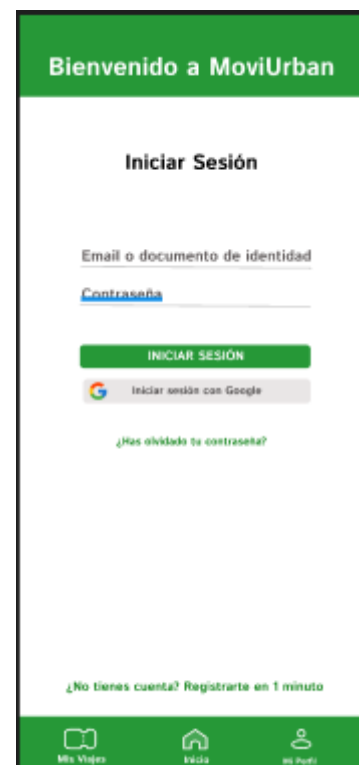 Bienvenido a MoviUrban
Iniciar Sesión
Email o documento de identidad
Contraseña
INICIAR SESIÓN
Iniciar sesión con Google
¿Has olvidado tu contraseña?
¿No tienes cuenta? Registrarte en 1 minuto
Mis Viajes
Inicio
Mi Perfil